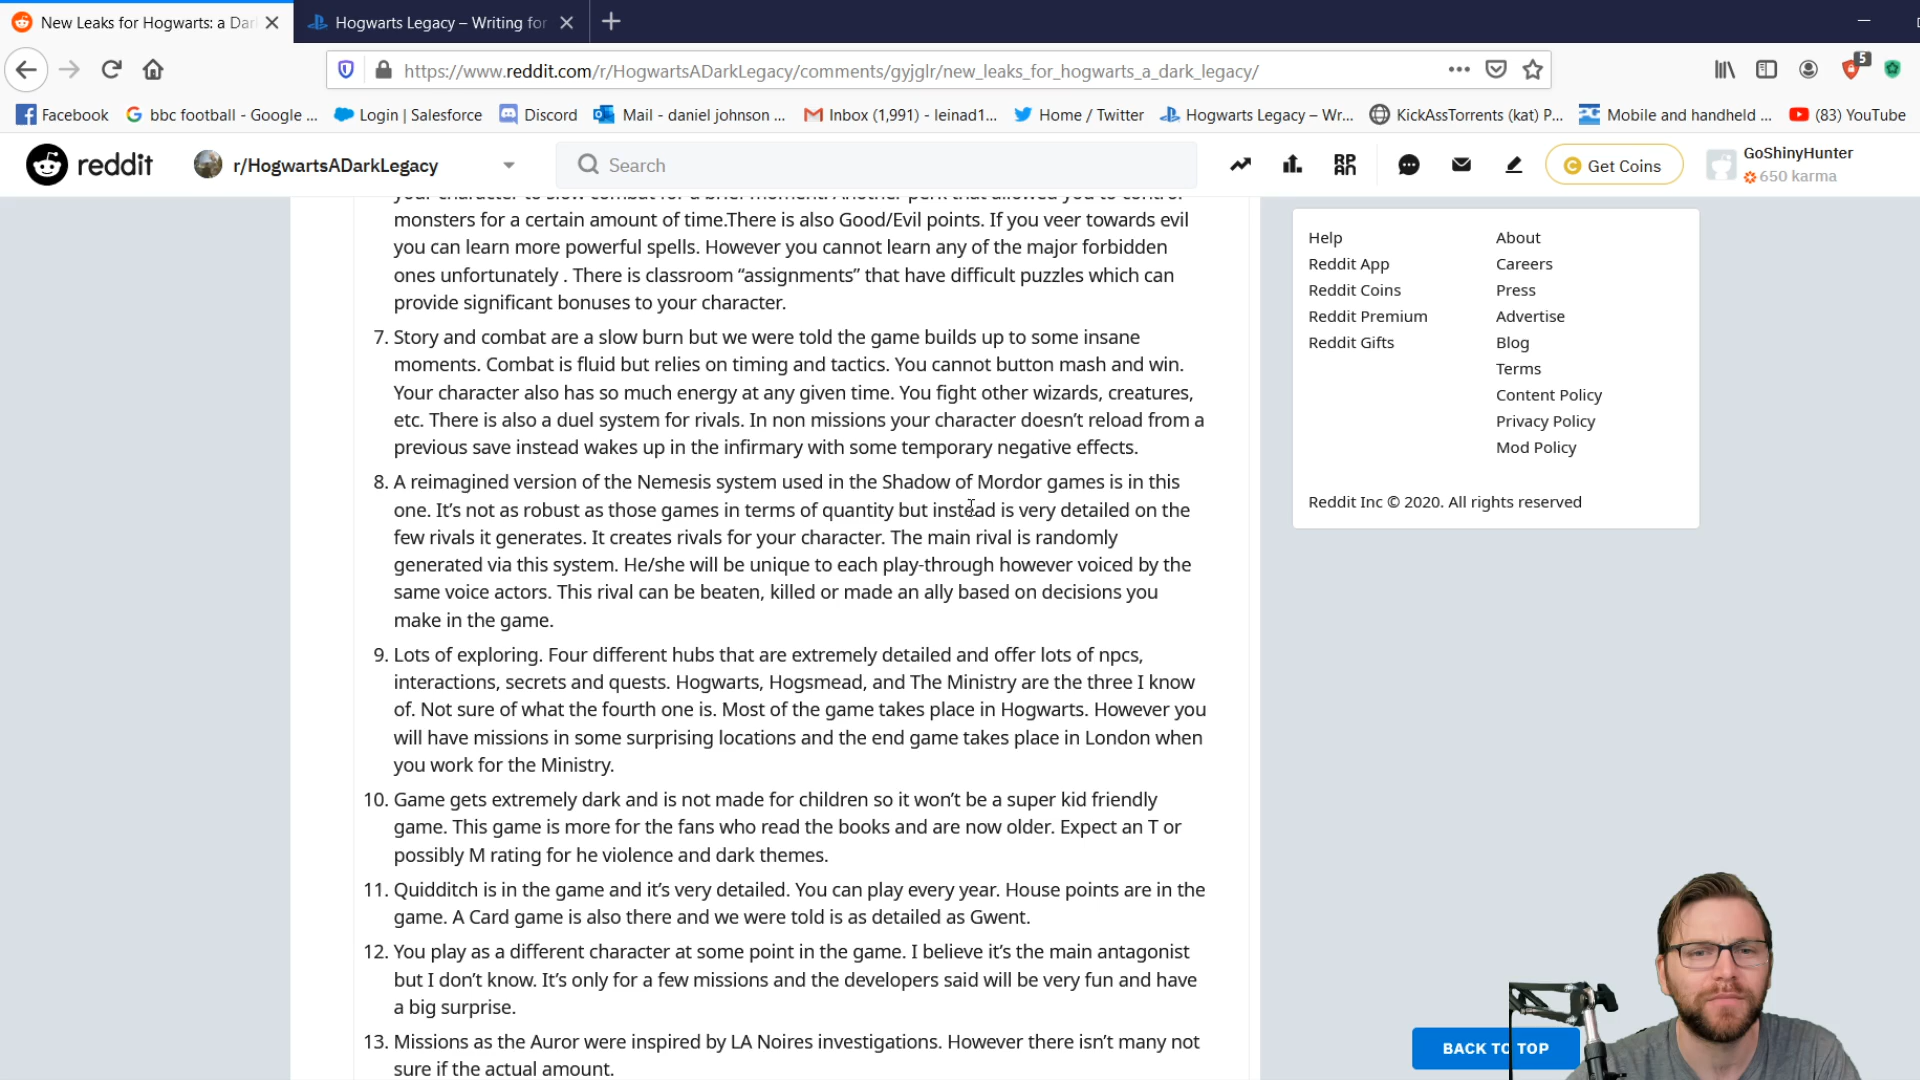 New Leaks for Hogwarts: a Dar
Hogwarts Legacy – Writing for
https://www.reddit.com/r/HogwartsADarkLegacy/comments/gyjglr/new_leaks_for_hogwarts_a_dark_legacy/
5
Facebook
bbc football - Google ...
Login | Salesforce
Discord
Mail - daniel johnson ...
Inbox (1,991) - leinad1...
Home / Twitter
Hogwarts Legacy – Wr...
KickAssTorrents (kat) P...
Mobile and handheld ...
(83) YouTube
reddit
r/HogwartsADarkLegacy
Search
Get Coins
GoShinyHunter
650 karma
your character to slow combat for a brief moment. Another perk that allowed you to control
monsters for a certain amount of time.There is also Good/Evil points. If you veer towards evil
you can learn more powerful spells. However you cannot learn any of the major forbidden
ones unfortunately . There is classroom “assignments” that have difficult puzzles which can
provide significant bonuses to your character.
7. Story and combat are a slow burn but we were told the game builds up to some insane
moments. Combat is fluid but relies on timing and tactics. You cannot button mash and win.
Your character also has so much energy at any given time. You fight other wizards, creatures,
etc. There is also a duel system for rivals. In non missions your character doesn’t reload from a
previous save instead wakes up in the infirmary with some temporary negative effects.
8. A reimagined version of the Nemesis system used in the Shadow of Mordor games is in this
one. It’s not as robust as those games in terms of quantity but instead is very detailed on the
few rivals it generates. It creates rivals for your character. The main rival is randomly
generated via this system. He/she will be unique to each play-through however voiced by the
same voice actors. This rival can be beaten, killed or made an ally based on decisions you
make in the game.
9. Lots of exploring. Four different hubs that are extremely detailed and offer lots of npcs,
interactions, secrets and quests. Hogwarts, Hogsmead, and The Ministry are the three I know
of. Not sure of what the fourth one is. Most of the game takes place in Hogwarts. However you
will have missions in some surprising locations and the end game takes place in London when
you work for the Ministry.
10. Game gets extremely dark and is not made for children so it won’t be a super kid friendly
game. This game is more for the fans who read the books and are now older. Expect an T or
possibly M rating for he violence and dark themes.
11. Quidditch is in the game and it’s very detailed. You can play every year. House points are in the
game. A Card game is also there and we were told is as detailed as Gwent.
12. You play as a different character at some point in the game. I believe it’s the main antagonist
but I don’t know. It’s only for a few missions and the developers said will be very fun and have
a big surprise.
13. Missions as the Auror were inspired by LA Noires investigations. However there isn’t many not
sure if the actual amount.
Help
Reddit App
Reddit Coins
Reddit Premium
Reddit Gifts
About
Careers
Press
Advertise
Blog
Terms
Content Policy
Privacy Policy
Mod Policy
Reddit Inc © 2020. All rights reserved
BACK TO TOP